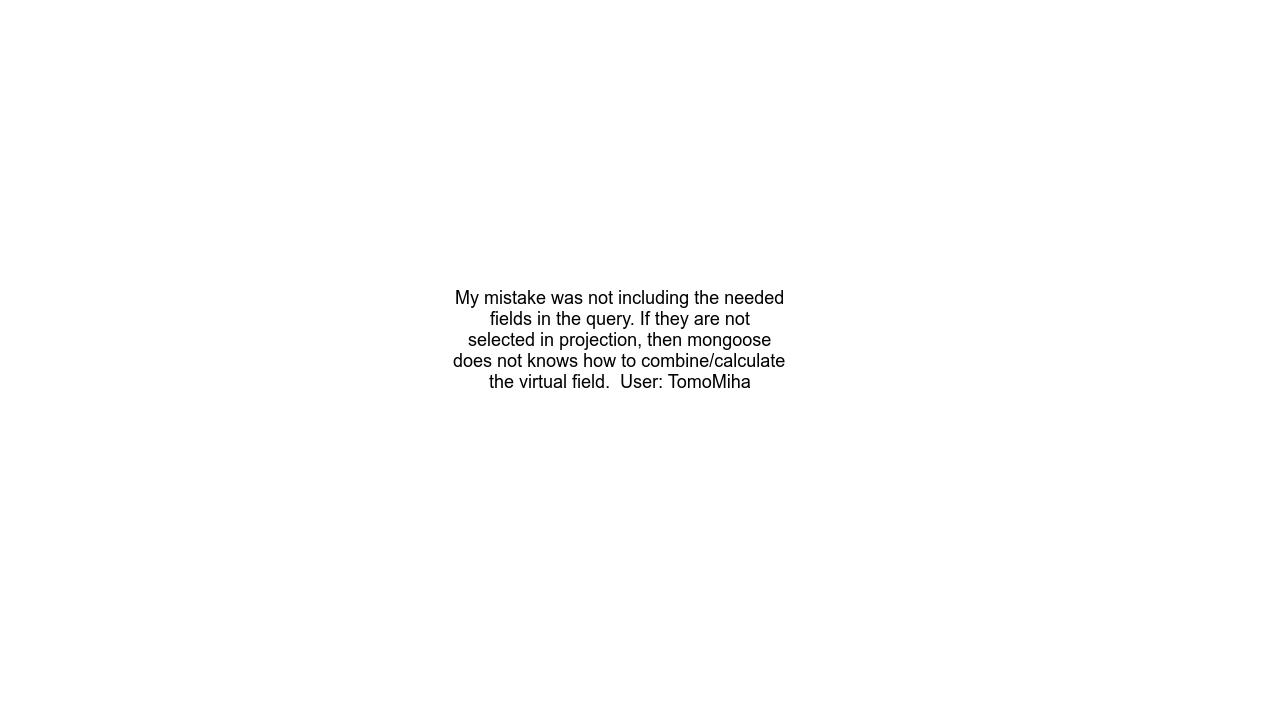 My mistake was not including the needed
fields in the query. If they are not
selected in projection, then mongoose
does not knows how to combine/calculate
the virtual field.  User: TomoMiha